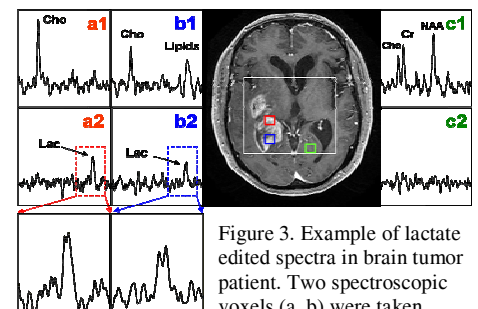 Cho
a1
b1
Cho
Lipids
c1
Cho
Cr
NAA
a2
Lac
b2
Lac
c2
Figure 3. Example of lactate
edited spectra in brain tumor
patient. Two spectroscopic
voxels (a, b) were taken